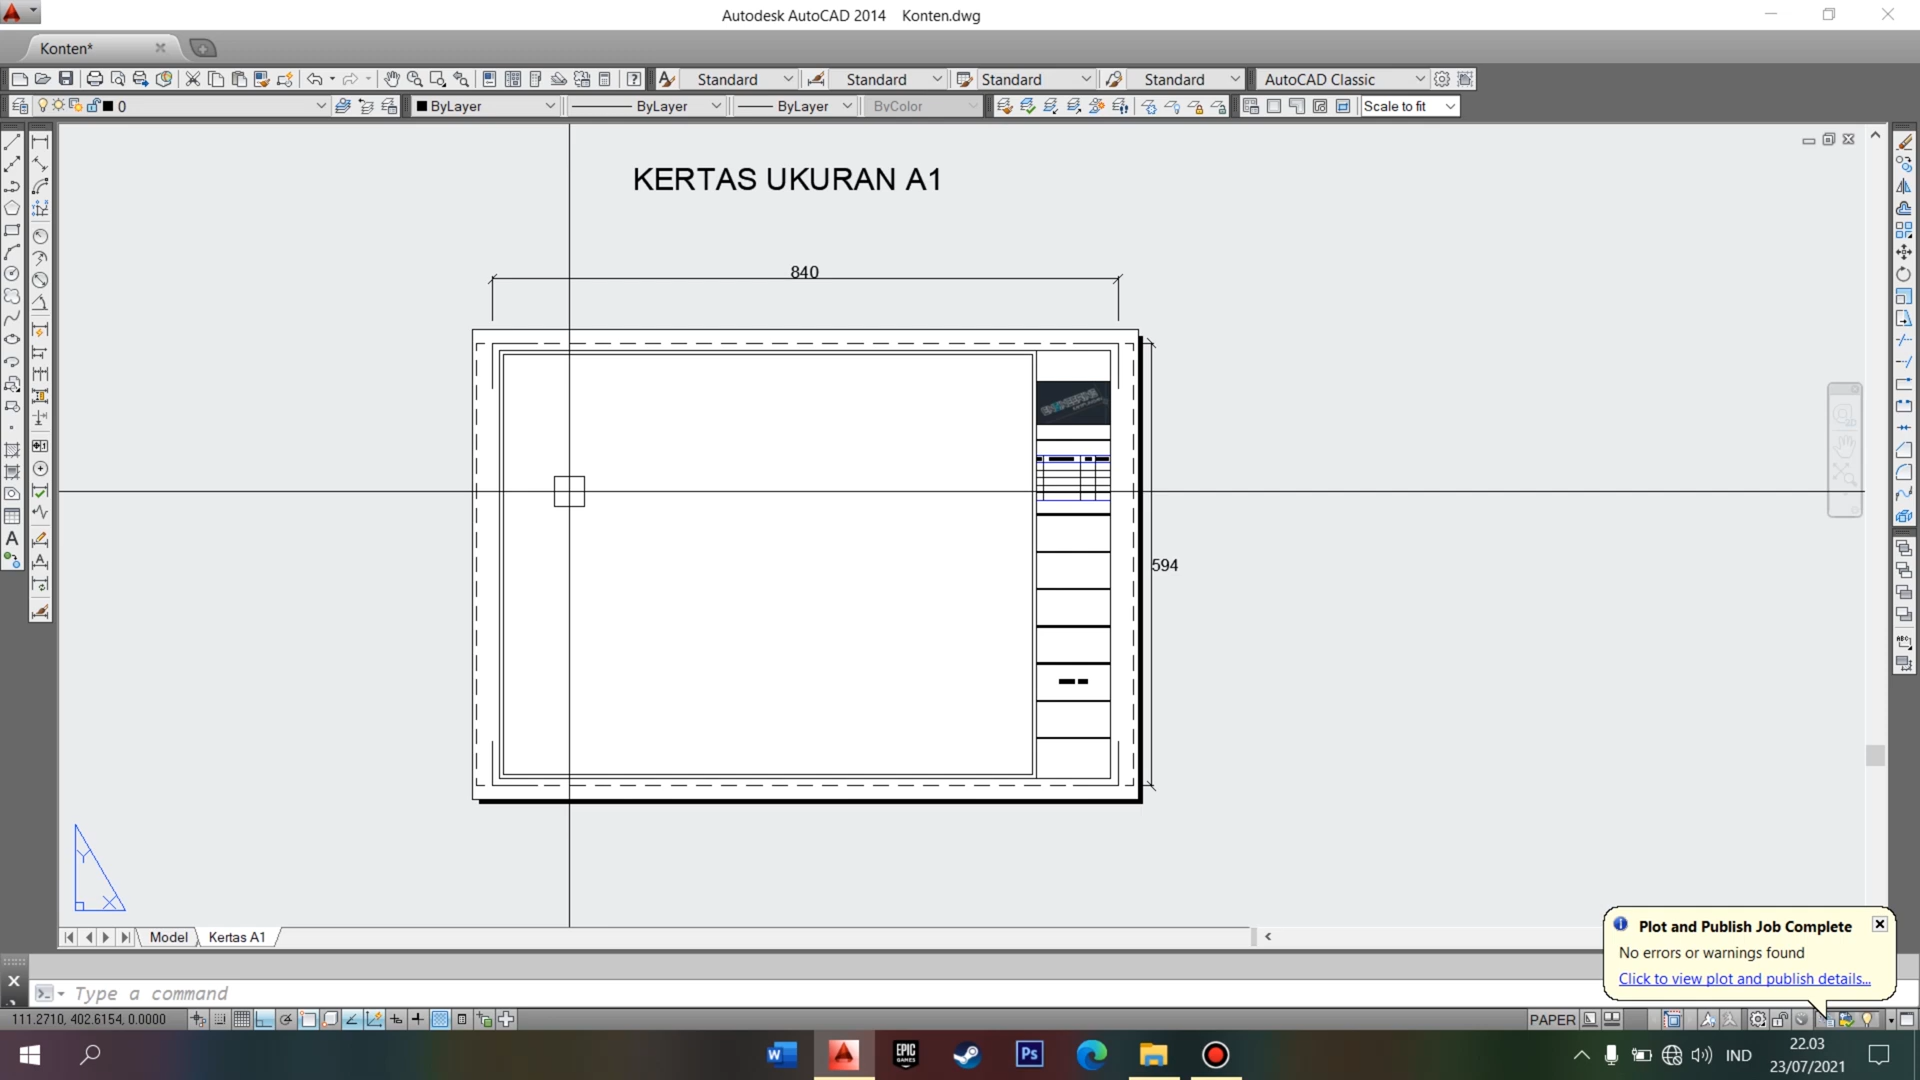 Autodesk AutoCAD 2014 Konten.dwg
Konten*
Standard Standard Standard Standard AutoCAD Classic
0 ByLayer ByLayer ByLayer ByColor Scale to fit
KERTAS UKURAN A1
840
594
Y
X
Model Kertas A1
Plot and Publish Job Complete
No errors or warnings found
Click to view plot and publish details...
Type a command
111.2710, 402.6154, 0.0000 PAPER
EPIC GAMES
Ps
IND
22.03
23/07/2021